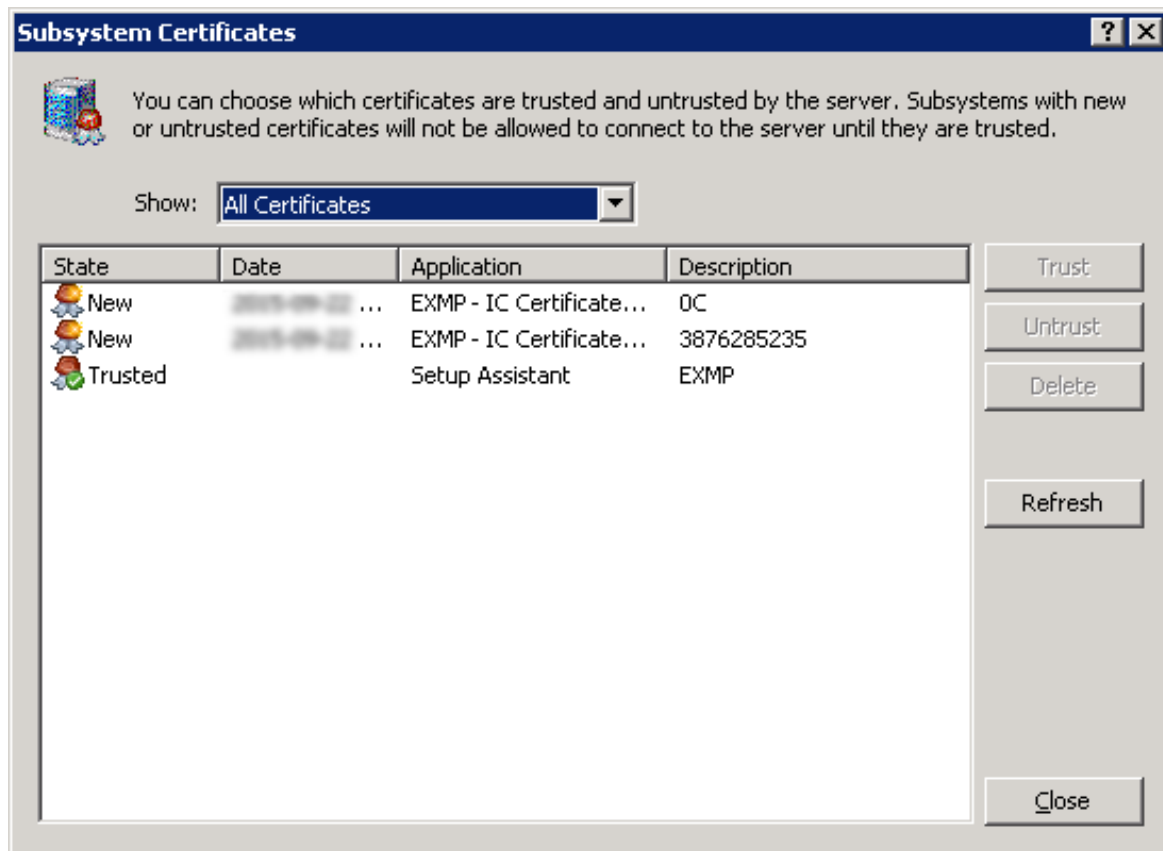 Subsystem Certificates
You can choose which certificates are trusted and untrusted by the server. Subsystems with new
or untrusted certificates will not be allowed to connect to the server until they are trusted.
Show: All Certificates
State Date Application Description Trust
New ... EXMP - IC Certificate... 0C
New ... EXMP - IC Certificate... 3876285235 Untrust
Trusted Setup Assistant EXMP Delete
Refresh
Close